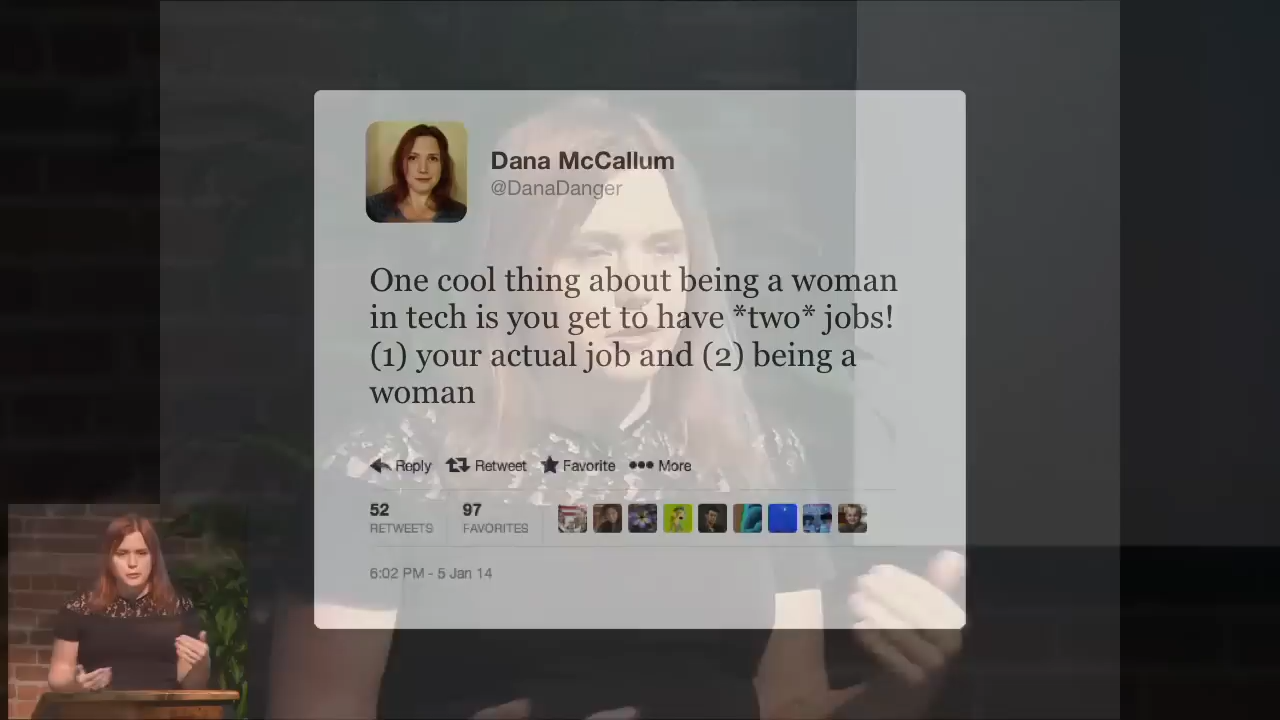 Dana McCallum
@DanaDanger
One cool thing about being a woman
in tech is you get to have *two* jobs!
(1) your actual job and (2) being a
woman
Reply Retweet Favorite More
52 97
RETWEETS FAVORITES
6:02 PM - 5 Jan 14